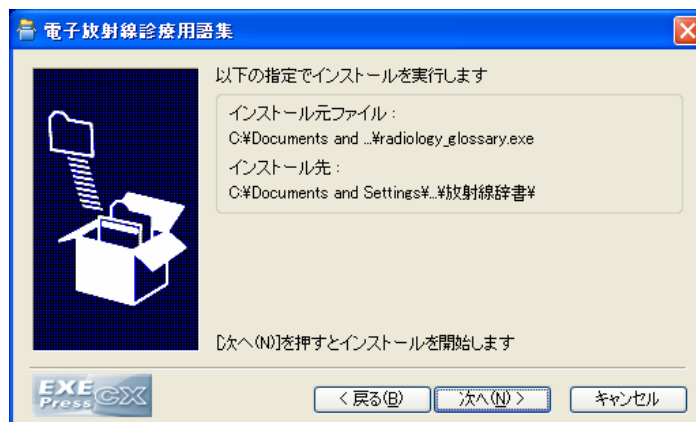 電子放射線診療用語集
以下の指定でインストールを実行します
インストール元ファイル：
C:¥Documents and ...¥radiology_glossary.exe
インストール先：
C:¥Documents and Settings¥...¥放射線辞書¥
[次へ(N)]を押すとインストールを開始します
EXE
Press CX
< 戻る(B)
次へ(N) >
キャンセル